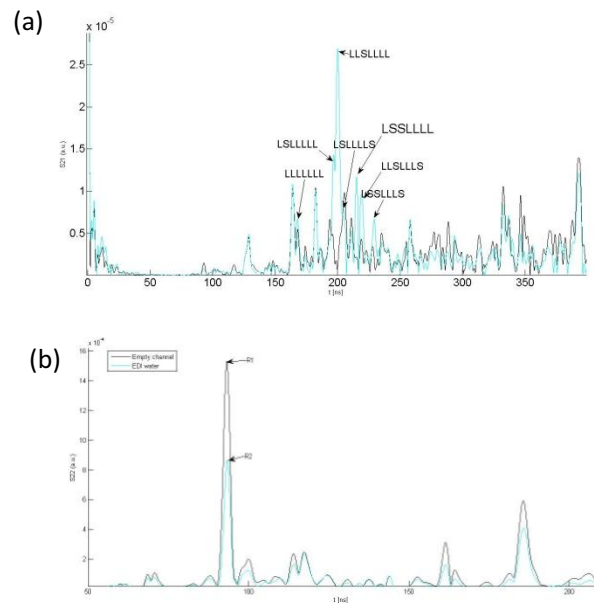 (a)
x 10⁻⁵
2.5
2
1.5
1
0.5
S21 (a.u.)
LLSLLLL
LSLLLLL
LSLLLLS
LSSLLLL
LLLLLLL
LLSLLLS
LSSLLLS
0 50 100 150 200 250 300 350
t [ns]
(b)
x 10⁻⁴
Empty channel
EDI water
R1
R2
16
14
12
10
8
6
4
2
S22 (a.u.)
50 100 150 200
t [ns]